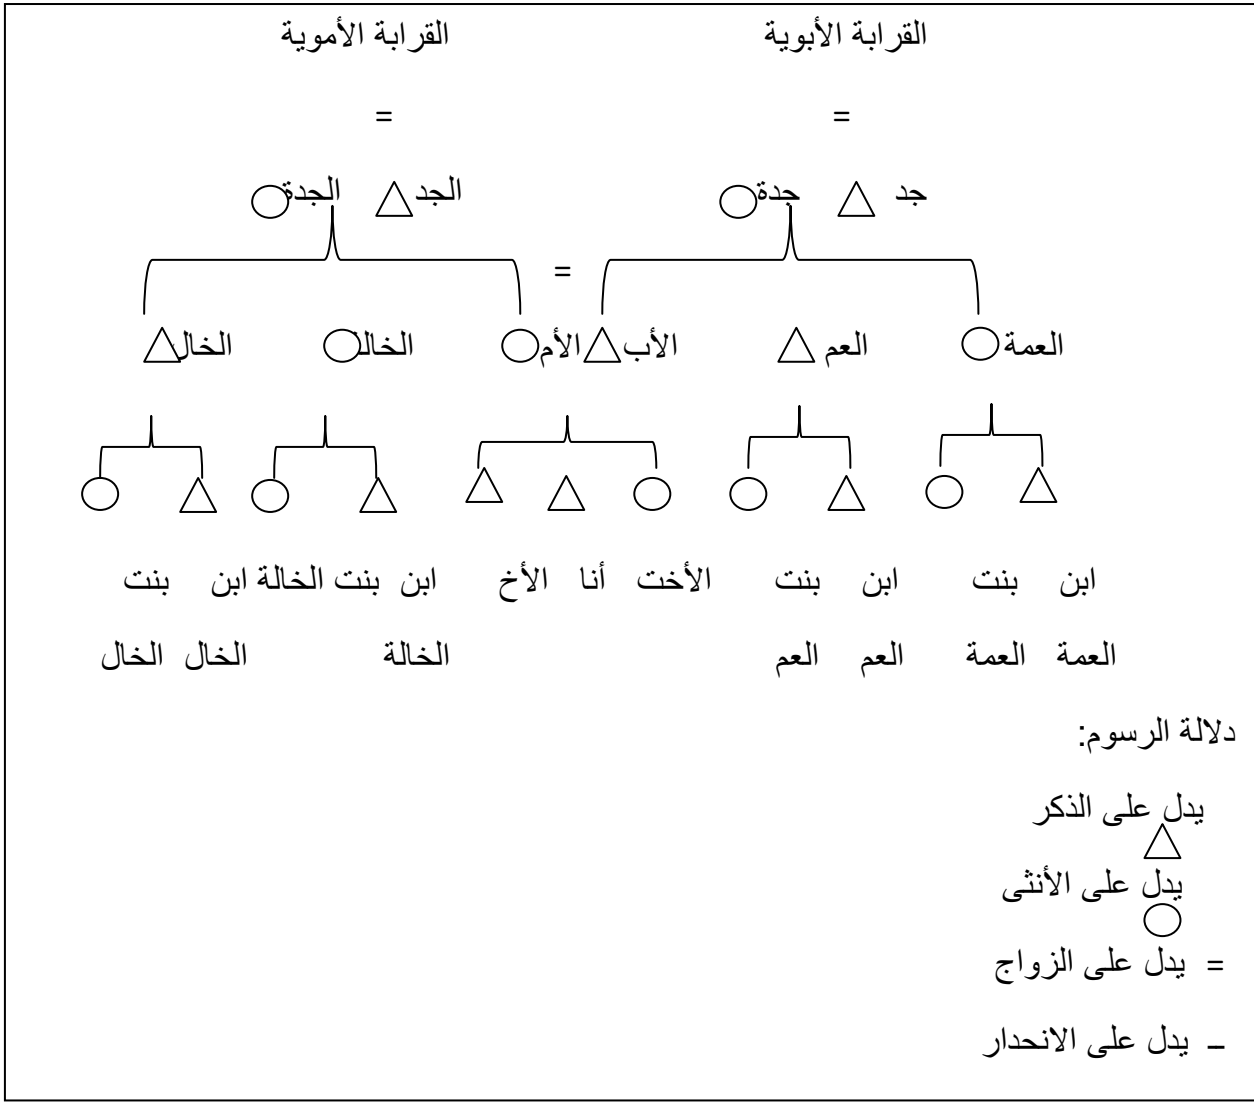 القرابة الأبوية القرابة الأموية
= =
جد جدة الجد الجدة
=
العمة العم الأب الأم الخالة الخال
ابن بنت ابن بنت الأخت أنا الأخ ابن بنت الخالة ابن بنت
العمة العمة العم العم الخالة الخال الخال
دلالة الرسوم:
يدل على الذكر
يدل على الأنثى
= يدل على الزواج
– يدل على الانحدار